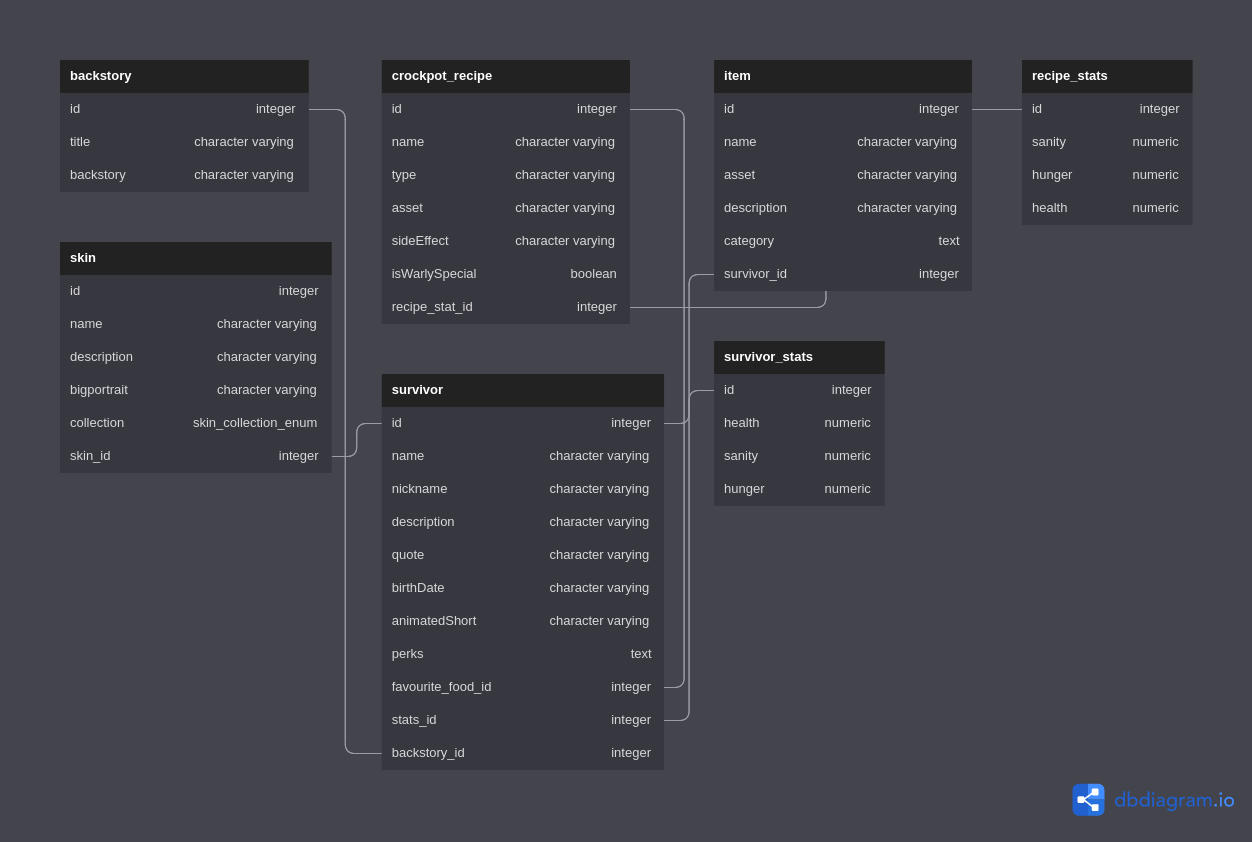 backstory
id integer
title character varying
backstory character varying
skin
id integer
name character varying
description character varying
bigportrait character varying
collection skin_collection_enum
skin_id integer
crockpot_recipe
id integer
name character varying
type character varying
asset character varying
sideEffect character varying
isWarlySpecial boolean
recipe_stat_id integer
survivor
id integer
name character varying
nickname character varying
description character varying
quote character varying
birthDate character varying
animatedShort character varying
perks text
favourite_food_id integer
stats_id integer
backstory_id integer
item
id integer
name character varying
asset character varying
description character varying
category text
survivor_id integer
survivor_stats
id integer
health numeric
sanity numeric
hunger numeric
recipe_stats
id integer
sanity numeric
hunger numeric
health numeric
dbdiagram.io